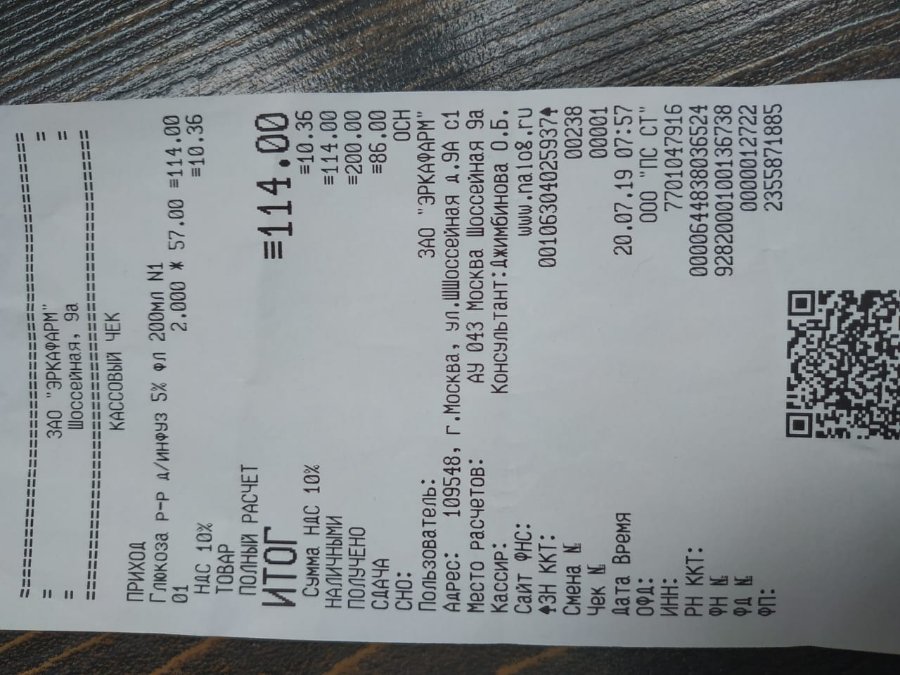 ==========================================
= ЗАО "ЭРКАФАРМ" =
= Шоссейная, 9а =
==========================================
КАССОВЫЙ ЧЕК
ПРИХОД
Глюкоза р-р д/инфуз 5% фл 200мл N1
01 2.000 * 57.00 ≡114.00
НДС 10% ≡10.36
ТОВАР
ПОЛНЫЙ РАСЧЕТ
ИТОГ ≡114.00
Сумма НДС 10% ≡10.36
НАЛИЧНЫМИ ≡114.00
ПОЛУЧЕНО ≡200.00
СДАЧА ≡86.00
СНО: ОСН
Пользователь: ЗАО "ЭРКАФАРМ"
Адрес: 109548, г.Москва, ул.ШШоссейная д.9А с1
Место расчетов: АУ 043 Москва Шоссейная 9а
Кассир: Консультант:Джимбинова О.Б.
Сайт ФНС: www.nalog.ru
↑ЗН ККТ: 00106304025937↑
Смена № 00238
Чек № 00001
Дата Время 20.07.19 07:57
ОФД: ООО "ПС СТ"
ИНН: 7701047916
РН ККТ: 0000644838036524
ФН № 9282000100136738
ФД № 0000012722
ФП: 2355871885